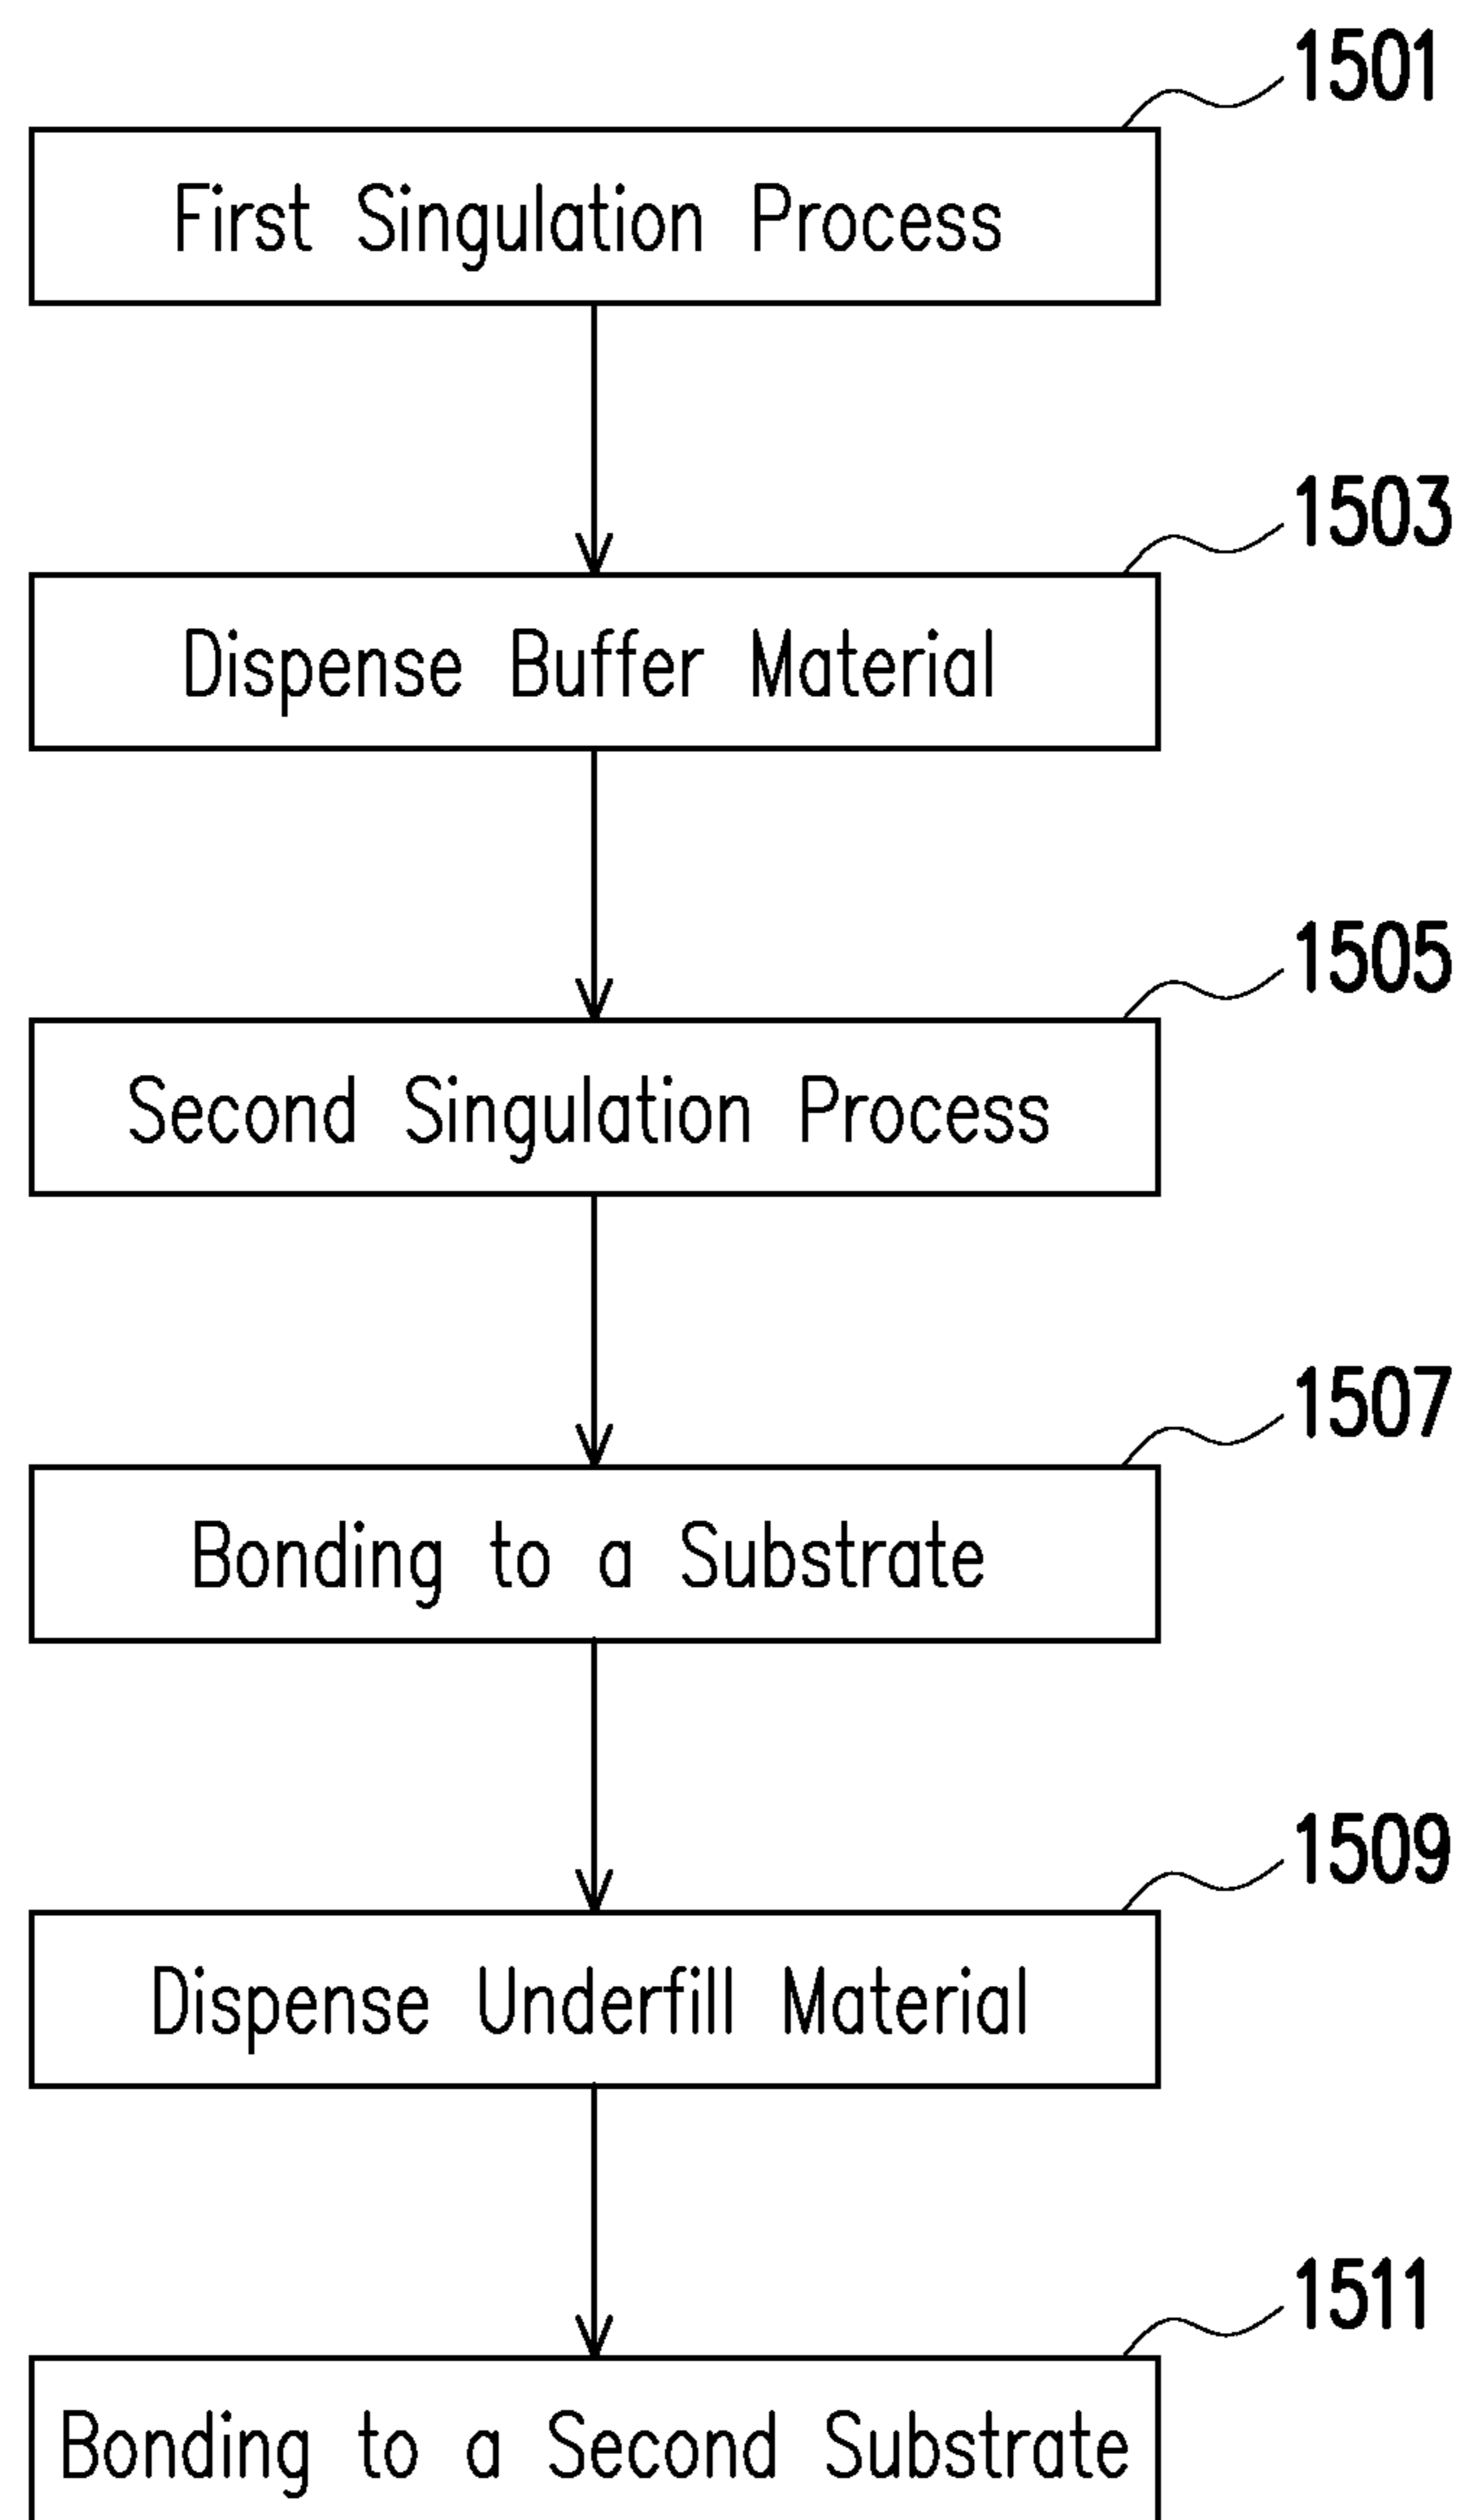 1501
First Singulation Process
1503
Dispense Buffer Material
1505
Second Singulation Process
1507
Bonding to a Substrate
1509
Dispense Underfill Material
1511
Bonding to a Second Substrate